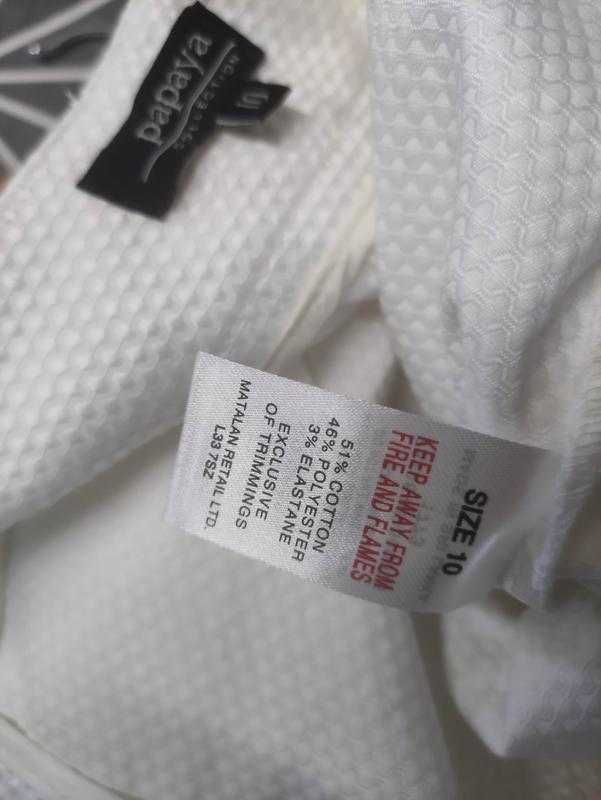 papaya
COLLECTION
10
SIZE 10
KEEP AWAY FROM
FIRE AND FLAMES
51% COTTON
46% POLYESTER
3% ELASTANE
EXCLUSIVE
OF TRIMMINGS
MATALAN RETAIL LTD.
L33 7SZ